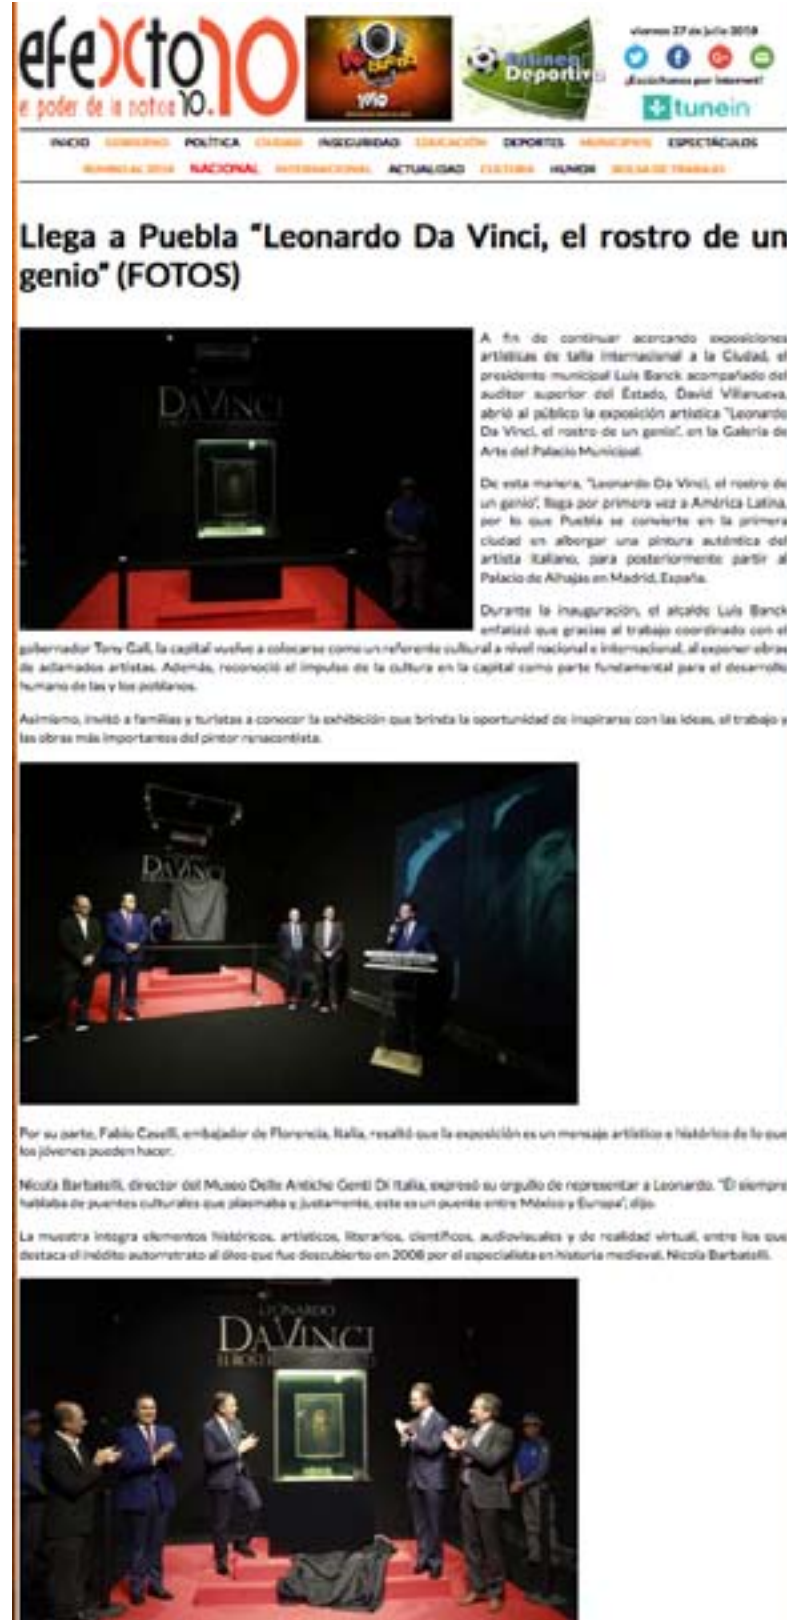 efexto10
el poder de la noticia 10.10
viernes 27 de julio 2018
Enlínea
Deportiva
¡Escúchanos por Internet!
tunein
INICIO GOBIERNO POLÍTICA CIUDAD INSEGURIDAD EDUCACIÓN DEPORTES MUNICIPIOS ESPECTÁCULOS
RUMBO AL 2018 NACIONAL INTERNACIONAL ACTUALIDAD CULTURA HUMOR BOLSA DE TRABAJO
Llega a Puebla "Leonardo Da Vinci, el rostro de un
genio" (FOTOS)
DAVINCI
A fin de continuar acercando exposiciones
artísticas de talla internacional a la Ciudad, el
presidente municipal Luis Banck acompañado del
auditor superior del Estado, David Villanueva,
abrió al público la exposición artística "Leonardo
Da Vinci, el rostro de un genio", en la Galería de
Arte del Palacio Municipal.
De esta manera, "Leonardo Da Vinci, el rostro de
un genio", llega por primera vez a América Latina,
por lo que Puebla se convierte en la primera
ciudad en albergar una pintura auténtica del
artista italiano, para posteriormente partir al
Palacio de Alhajas en Madrid, España.
Durante la inauguración, el alcalde Luis Banck
enfatizó que gracias al trabajo coordinado con el
gobernador Tony Gali, la capital vuelve a colocarse como un referente cultural a nivel nacional e internacional, al exponer obras
de aclamados artistas. Además, reconoció el impulso de la cultura en la capital como parte fundamental para el desarrollo
humano de las y los poblanos.
Asimismo, invitó a familias y turistas a conocer la exhibición que brinda la oportunidad de inspirarse con las ideas, el trabajo y
las obras más importantes del pintor renacentista.
DAVINCI
Por su parte, Fabio Caselli, embajador de Florencia, Italia, resaltó que la exposición es un mensaje artístico e histórico de lo que
los jóvenes pueden hacer.
Nicola Barbatelli, director del Museo Delle Antiche Genti Di Italia, expresó su orgullo de representar a Leonardo. "Él siempre
hablaba de puentes culturales que plasmaba y, justamente, este es un puente entre México y Europa", dijo.
La muestra integra elementos históricos, artísticos, literarios, científicos, audiovisuales y de realidad virtual, entre los que
destaca el inédito autorretrato al óleo que fue descubierto en 2008 por el especialista en historia medieval, Nicola Barbatelli.
LEONARDO
DAVINCI